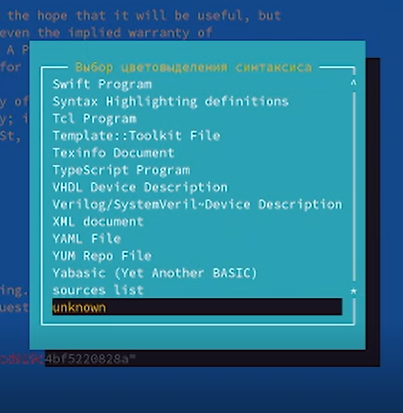 the hope that it will be useful, but
even the implied warranty of
A P
for
Выбор цветовыделения синтаксиса
Swift Program
Syntax Highlighting definitions
Tcl Program
Template::Toolkit File
Texinfo Document
TypeScript Program
VHDL Device Description
Verilog/SystemVeril~Device Description
XML document
YAML File
YUM Repo File
Yabasic (Yet Another BASIC)
sources list
unknown
y of
y; i
St,
ing.
uest
4bf5220828a"